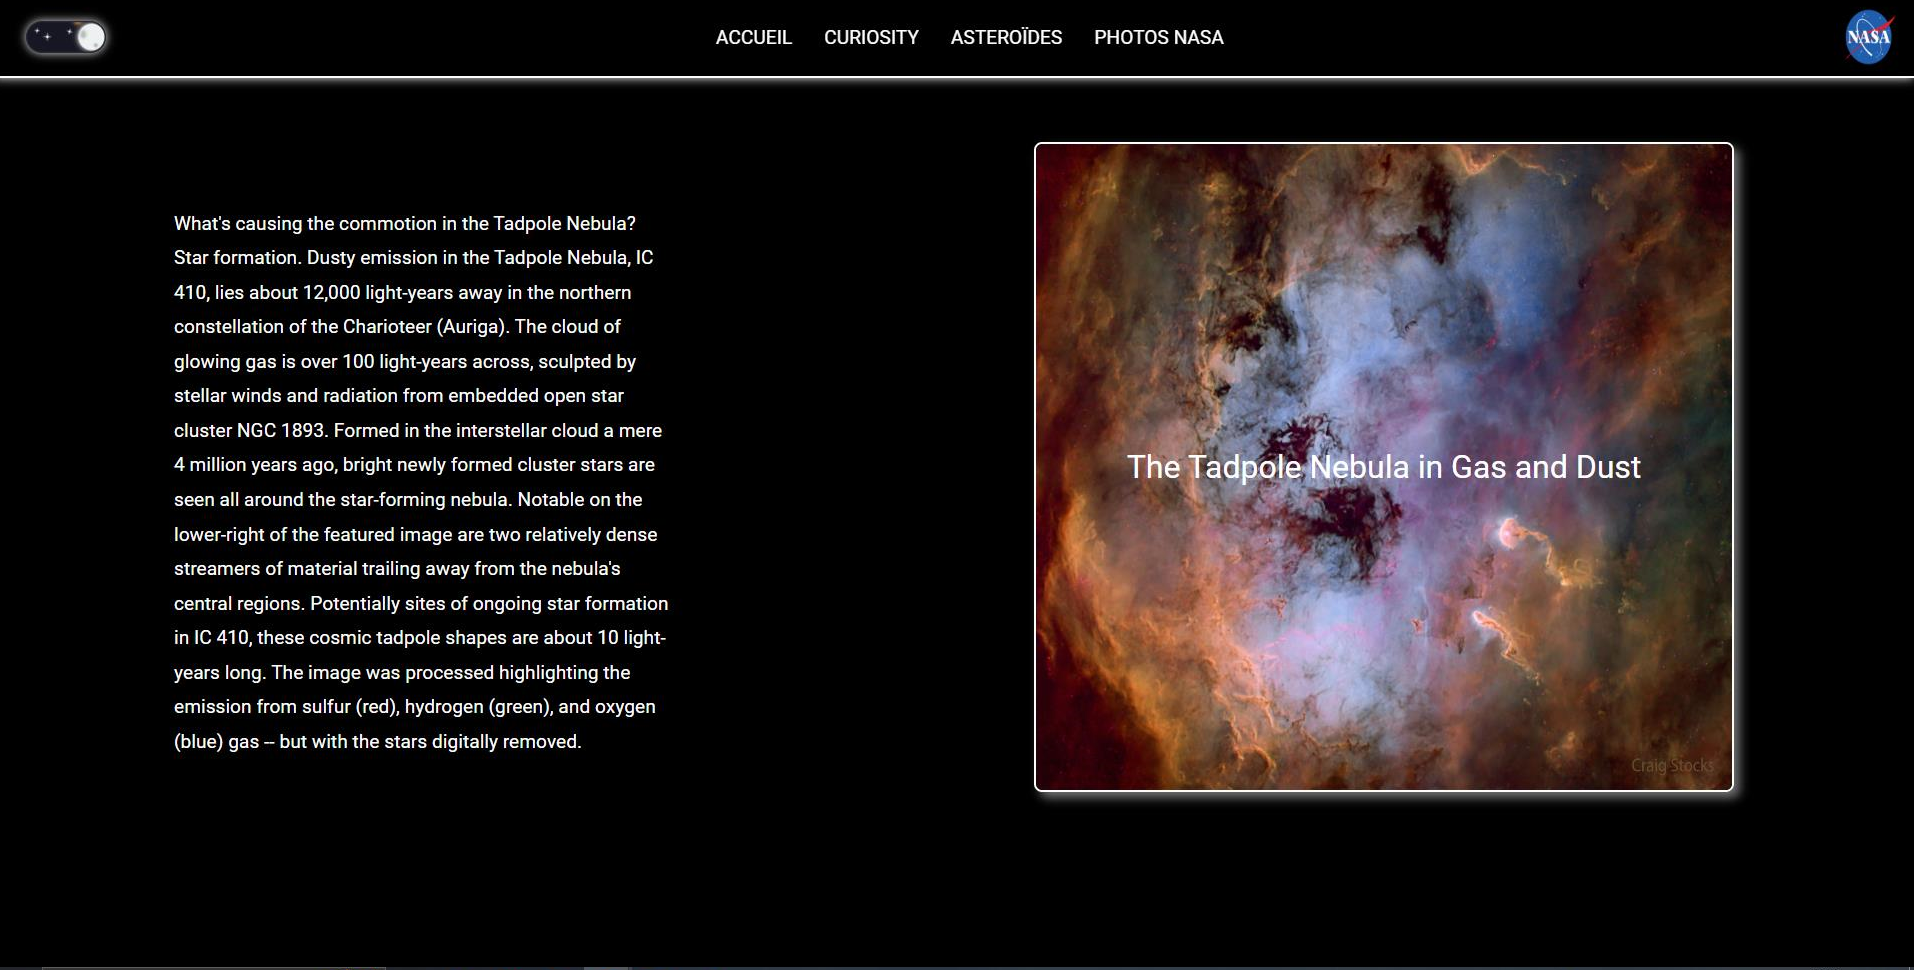 ACCUEIL CURIOSITY ASTEROÏDES PHOTOS NASA
NASA
What's causing the commotion in the Tadpole Nebula?
Star formation. Dusty emission in the Tadpole Nebula, IC
410, lies about 12,000 light-years away in the northern
constellation of the Charioteer (Auriga). The cloud of
glowing gas is over 100 light-years across, sculpted by
stellar winds and radiation from embedded open star
cluster NGC 1893. Formed in the interstellar cloud a mere
4 million years ago, bright newly formed cluster stars are
seen all around the star-forming nebula. Notable on the
lower-right of the featured image are two relatively dense
streamers of material trailing away from the nebula's
central regions. Potentially sites of ongoing star formation
in IC 410, these cosmic tadpole shapes are about 10 light-
years long. The image was processed highlighting the
emission from sulfur (red), hydrogen (green), and oxygen
(blue) gas -- but with the stars digitally removed.
The Tadpole Nebula in Gas and Dust
Craig Stocks